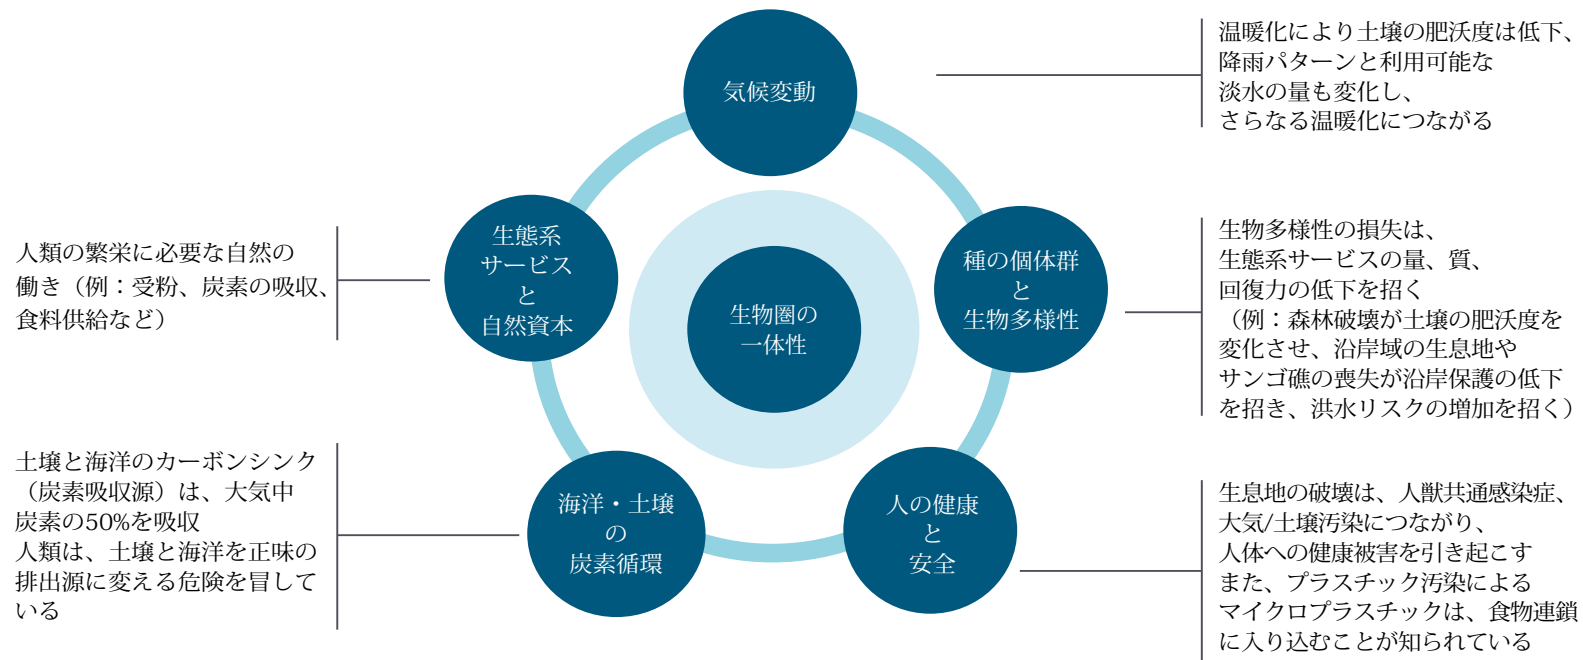 気候変動
温暖化により土壌の肥沃度は低下、
降雨パターンと利用可能な
淡水の量も変化し、
さらなる温暖化につながる
種の個体群
と
生物多様性
生物多様性の損失は、
生態系サービスの量、質、
回復力の低下を招く
（例：森林破壊が土壌の肥沃度を
変化させ、沿岸域の生息地や
サンゴ礁の喪失が沿岸保護の低下
を招き、洪水リスクの増加を招く）
人の健康
と
安全
生息地の破壊は、人獣共通感染症、
大気/土壌汚染につながり、
人体への健康被害を引き起こす
また、プラスチック汚染による
マイクロプラスチックは、食物連鎖
に入り込むことが知られている
海洋・土壌
の
炭素循環
土壌と海洋のカーボンシンク
（炭素吸収源）は、大気中
炭素の50%を吸収
人類は、土壌と海洋を正味の
排出源に変える危険を冒して
いる
生態系
サービス
と
自然資本
人類の繁栄に必要な自然の
働き（例：受粉、炭素の吸収、
食料供給など）
生物圏の
一体性